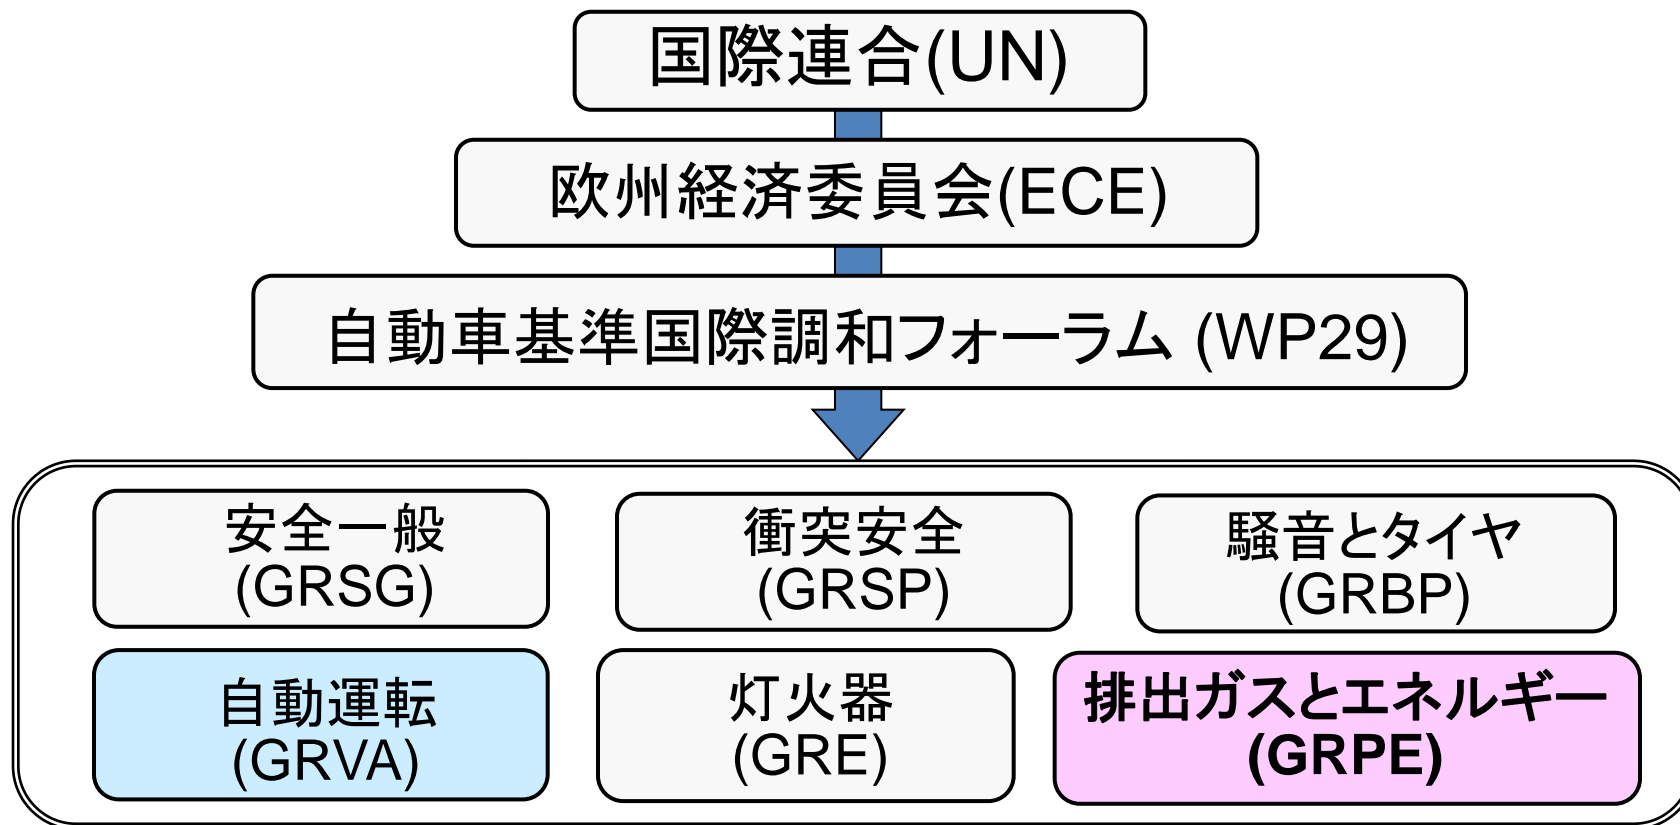 国際連合(UN)
欧州経済委員会(ECE)
自動車基準国際調和フォーラム (WP29)
安全一般
(GRSG)
衝突安全
(GRSP)
騒音とタイヤ
(GRBP)
自動運転
(GRVA)
灯火器
(GRE)
排出ガスとエネルギー
(GRPE)